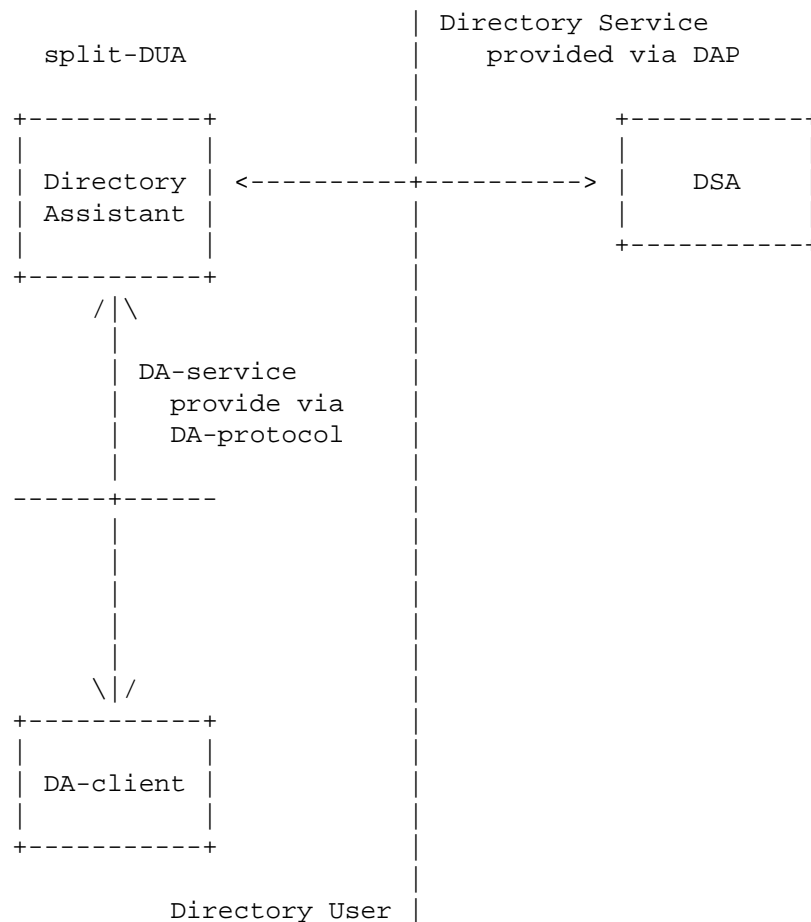 Directory Service
split-DUA provided via DAP
Directory DSA
Assistant
DA-service
provide via
DA-protocol
DA-client
Directory User